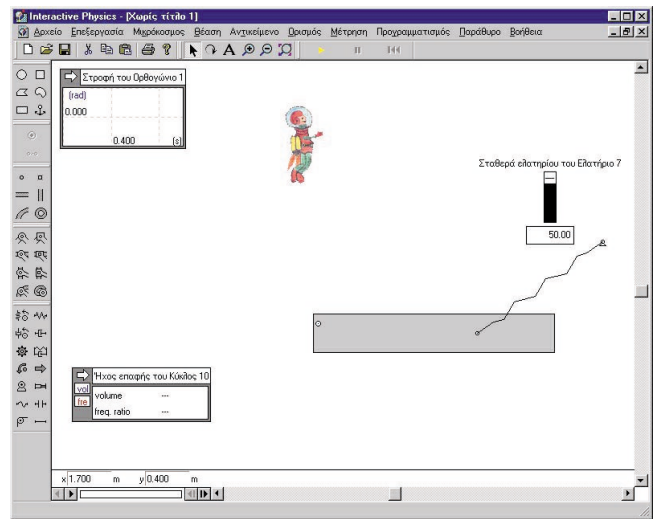 Interactive Physics - [Χωρίς τίτλο 1]
Αρχείο Επεξεργασία Μικρόκοσμος Θέαση Αντικείμενο Ορισμός Μέτρηση Προγραμματισμός Παράθυρο Βοήθεια
Στροφή του Ορθογώνιο 1
(rad)
0.000
0.400 (s)
Σταθερά ελατηρίου του Ελατήριο 7
50.00
Ήχος επαφής του Κύκλος 10
vol
volume ---
fre
freq. ratio ---
x 1.700 m y 0.400 m